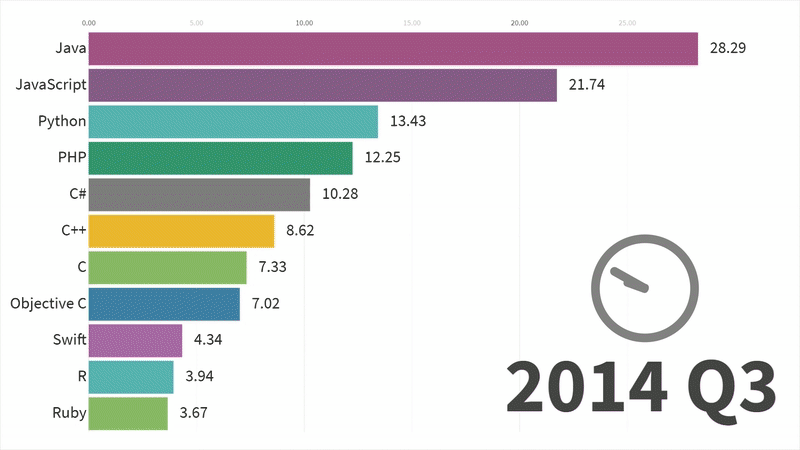 0.00 5.00 10.00 15.00 20.00 25.00
Java 28.29
JavaScript 21.74
Python 13.43
PHP 12.25
C# 10.28
C++ 8.62
C 7.33
Objective C 7.02
Swift 4.34
R 3.94
Ruby 3.67
2014 Q3